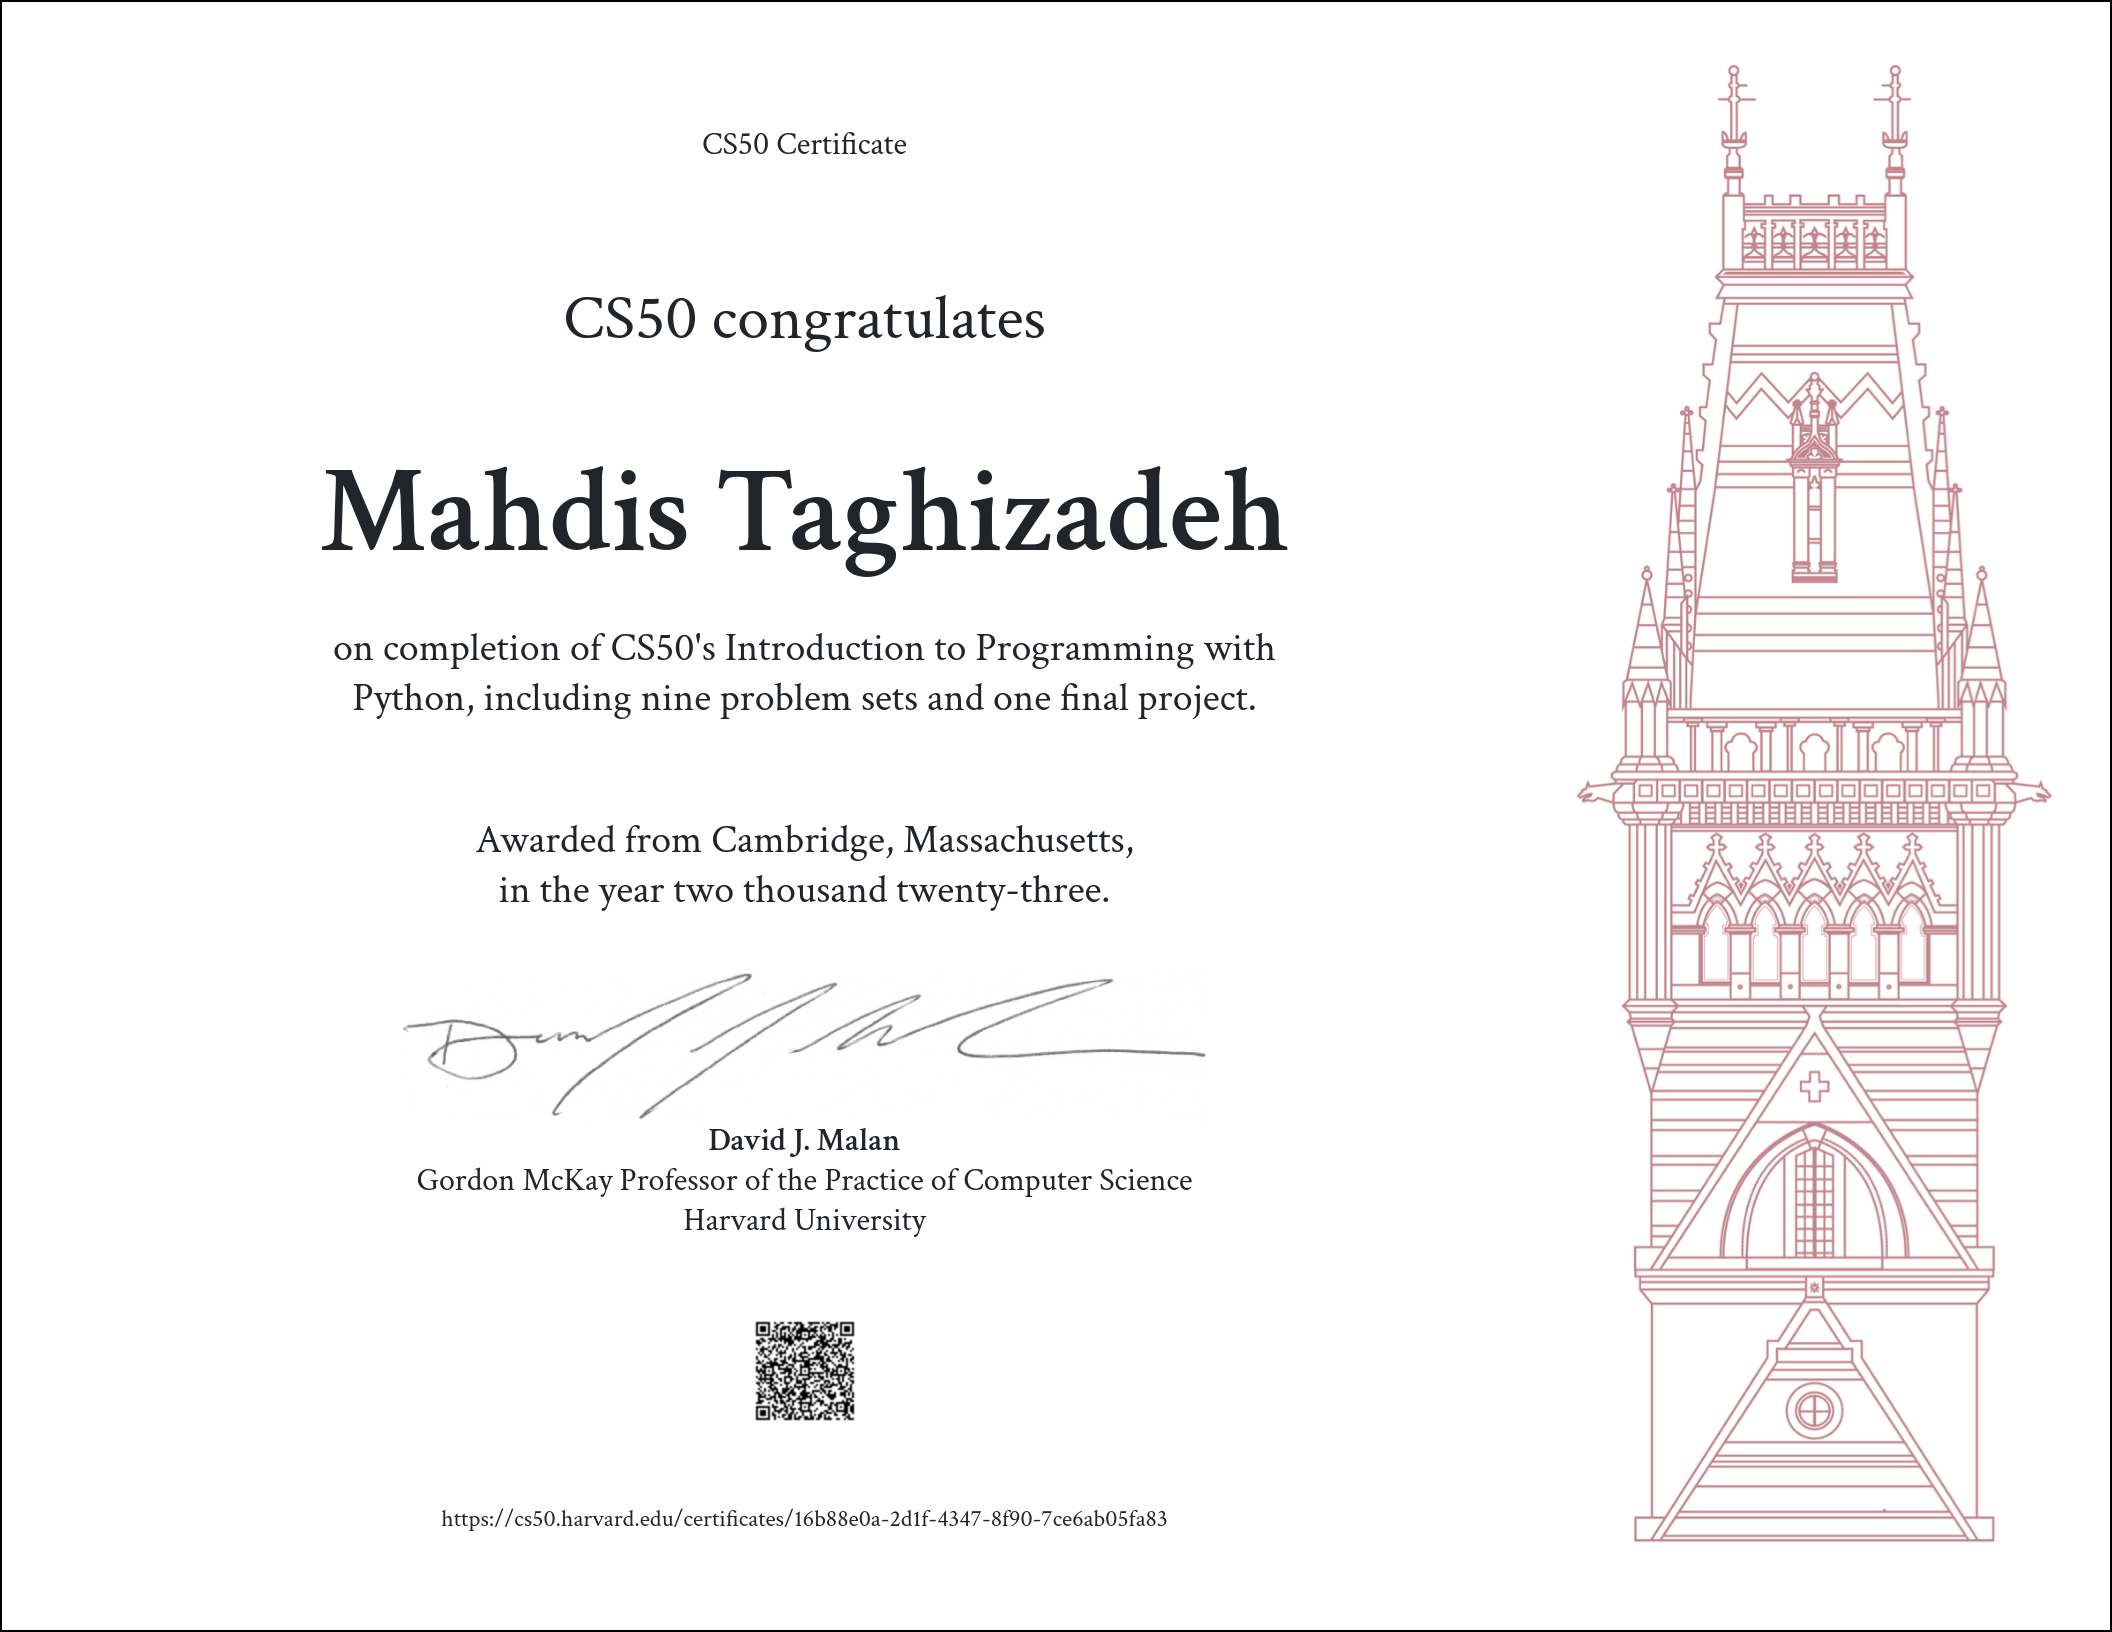 CS50 Certificate
CS50 congratulates
Mahdis Taghizadeh
on completion of CS50's Introduction to Programming with
Python, including nine problem sets and one final project.
Awarded from Cambridge, Massachusetts,
in the year two thousand twenty-three.
David J. Malan
Gordon McKay Professor of the Practice of Computer Science
Harvard University
https://cs50.harvard.edu/certificates/16b88e0a-2d1f-4347-8f90-7ce6ab05fa83